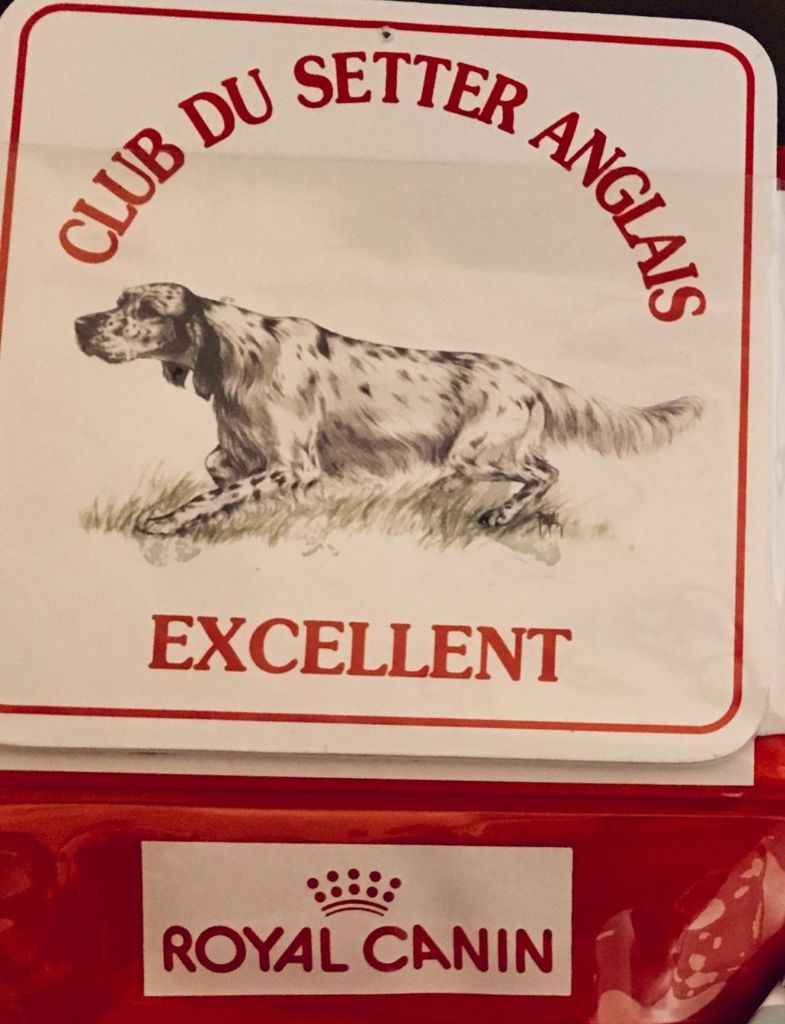 CLUB DU SETTER ANGLAIS
EXCELLENT
ROYAL CANIN